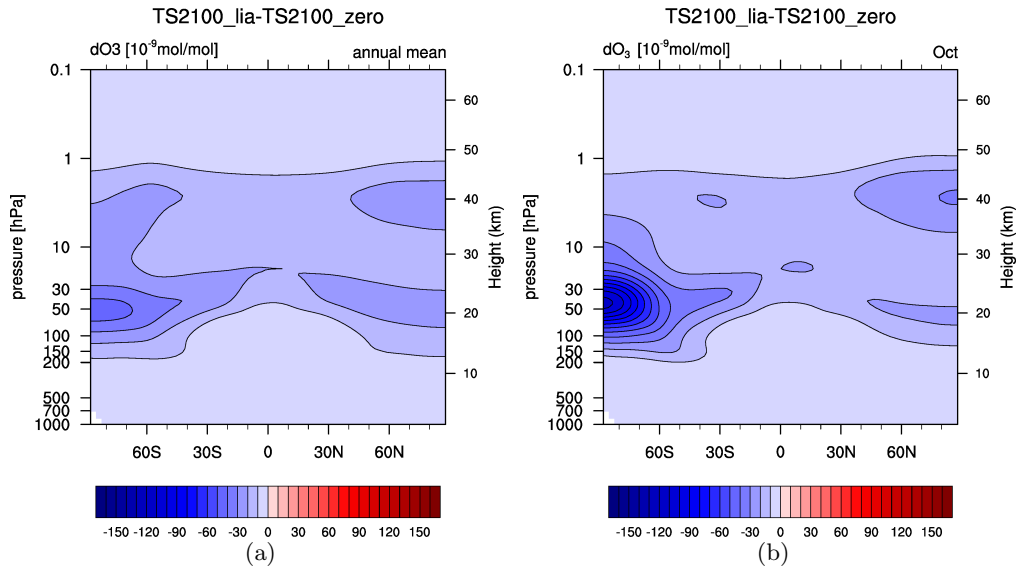 TS2100_lia-TS2100_zero
dO3 [10⁻⁹mol/mol] annual mean
0.1
1
10
30
50
100
150
200
500
700
1000
pressure [hPa]
60
50
40
30
20
10
Height (km)
60S 30S 0 30N 60N
-150 -120 -90 -60 -30 0 30 60 90 120 150
(a)
TS2100_lia-TS2100_zero
dO₃ [10⁻⁹mol/mol] Oct
0.1
1
10
30
50
100
150
200
500
700
1000
pressure [hPa]
60
50
40
30
20
10
Height (km)
60S 30S 0 30N 60N
-150 -120 -90 -60 -30 0 30 60 90 120 150
(b)